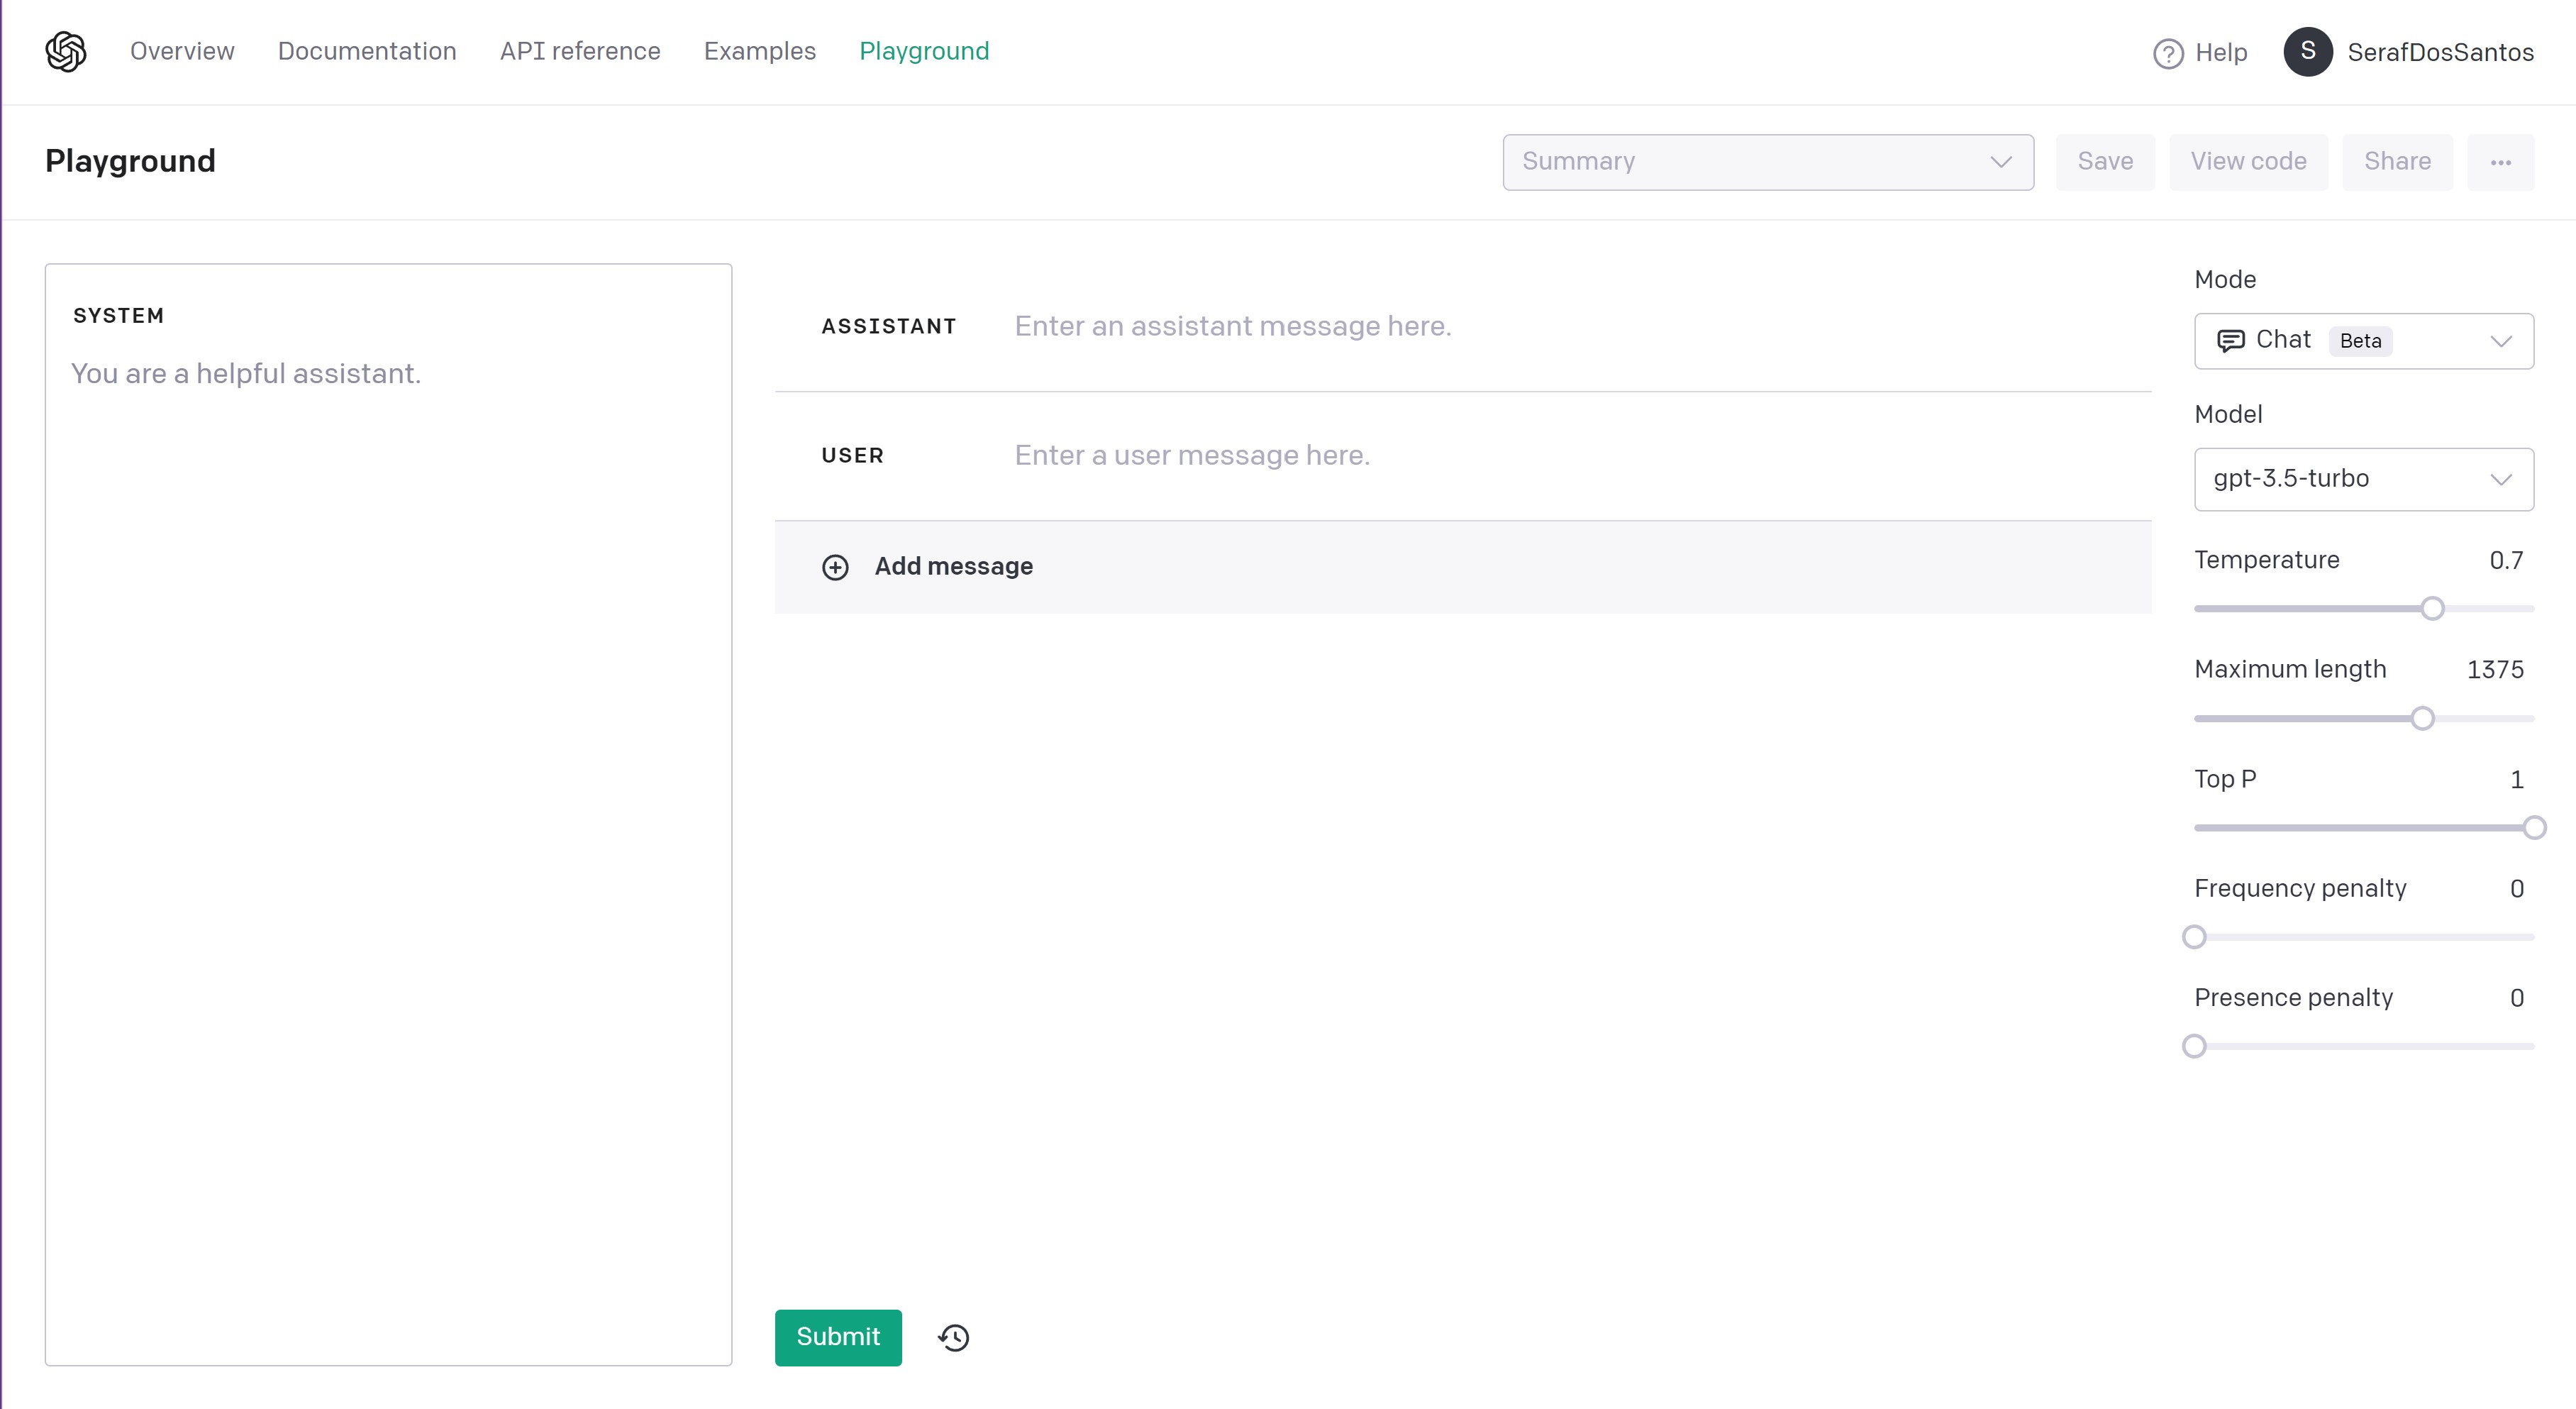 Overview Documentation API reference Examples Playground Help S SerafDosSantos
Playground Summary Save View code Share ...
SYSTEM
You are a helpful assistant.
ASSISTANT Enter an assistant message here.
USER Enter a user message here.
Add message
Submit
Mode
Chat Beta
Model
gpt-3.5-turbo
Temperature 0.7
Maximum length 1375
Top P 1
Frequency penalty 0
Presence penalty 0